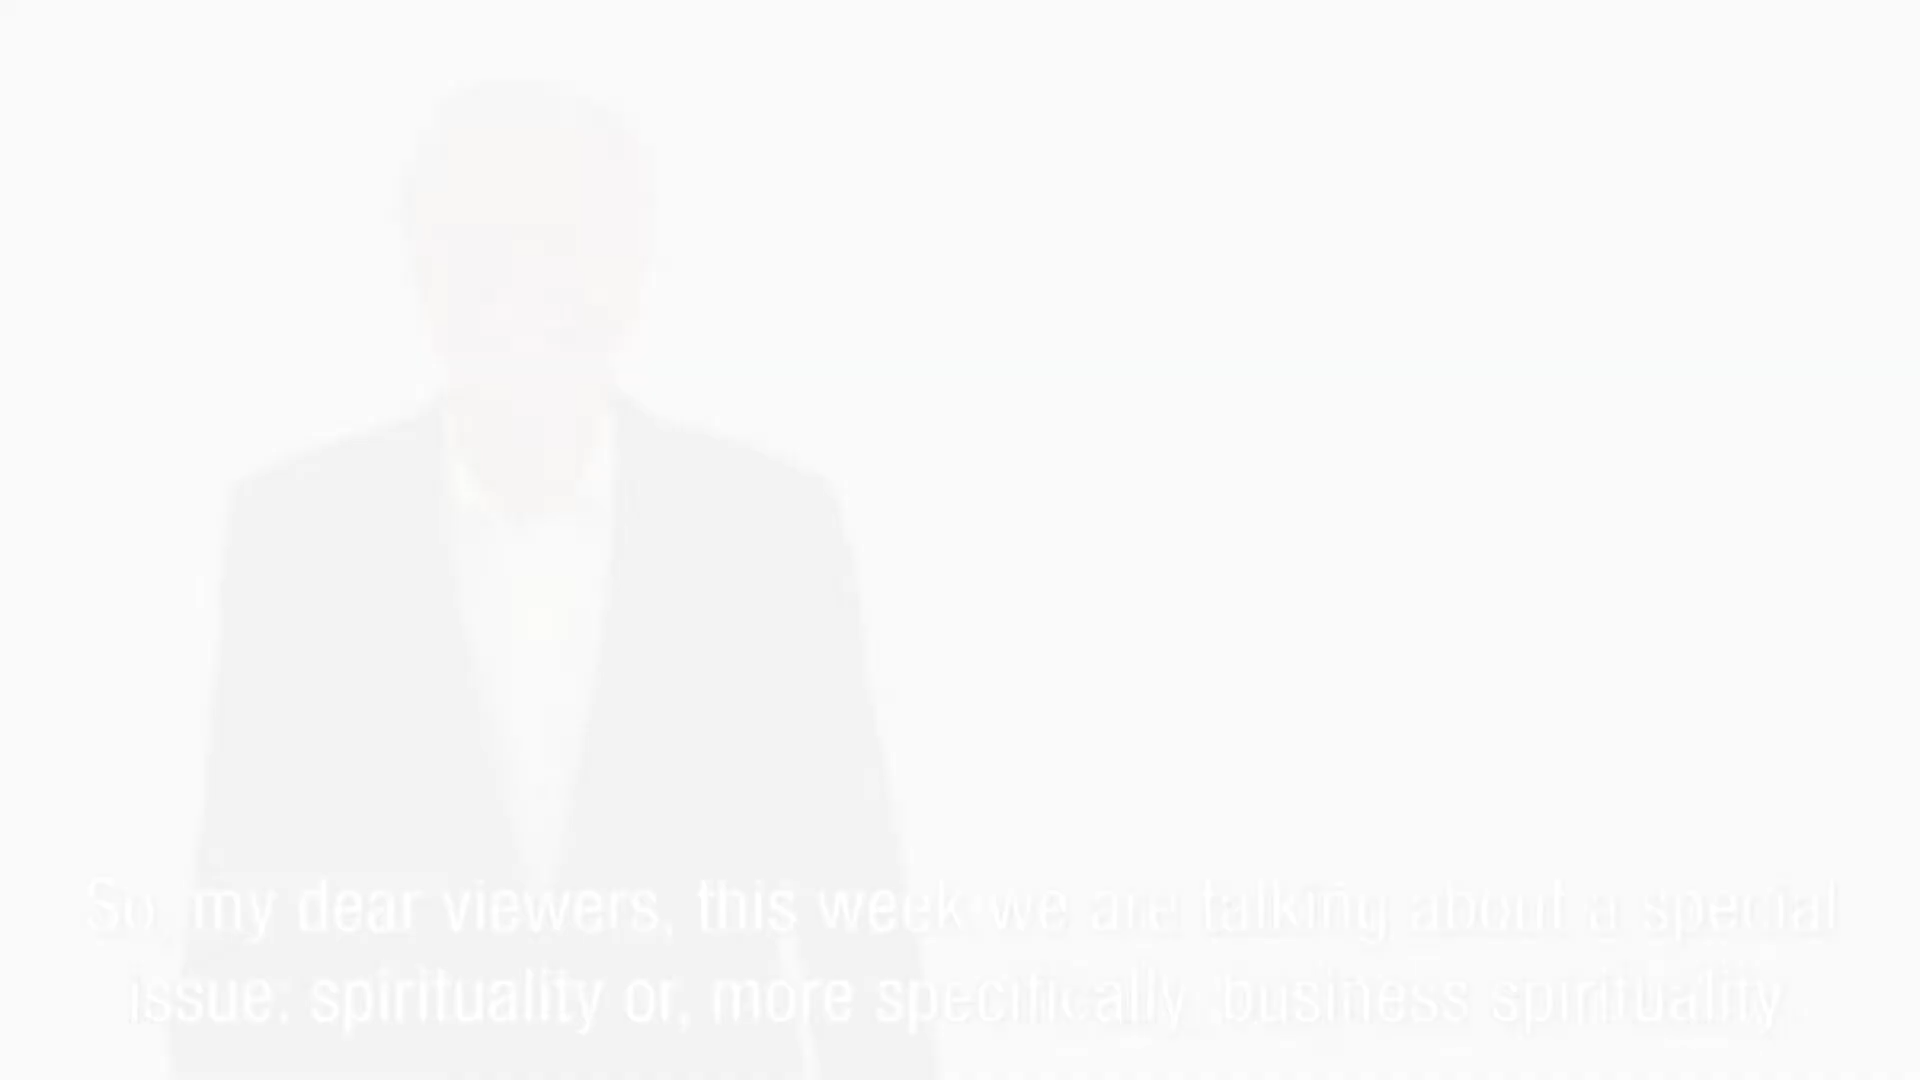 So, my dear viewers, this week we are talking about a special
issue: spirituality or, more specifically, business spirituality